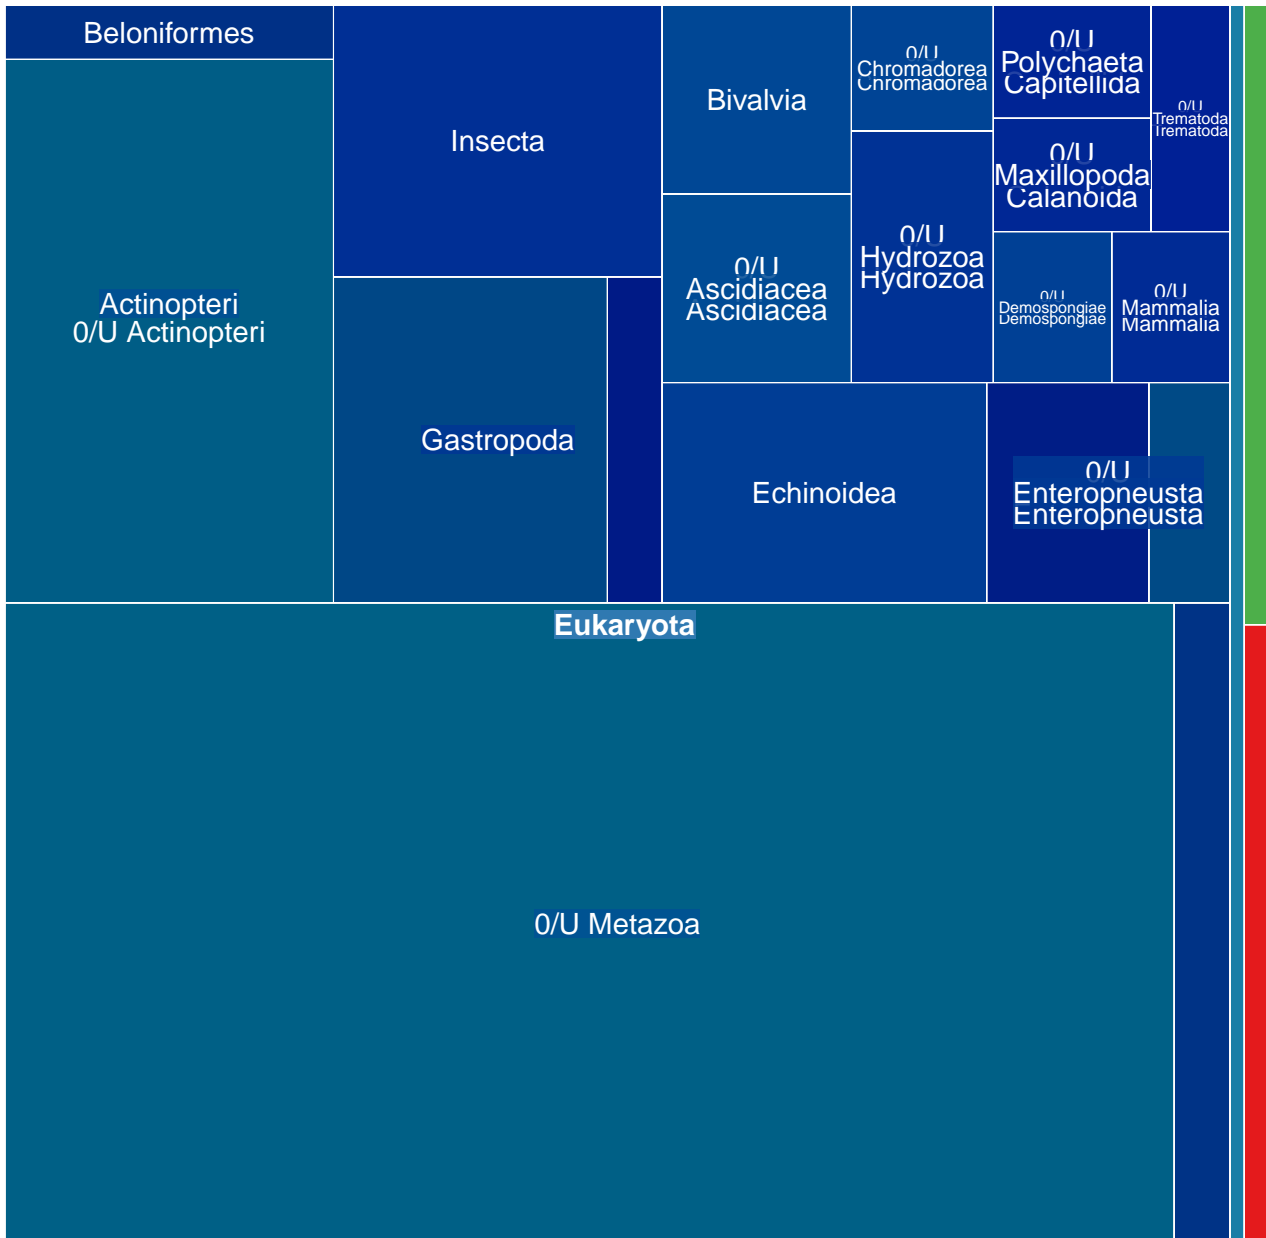 Beloniformes
Actinopteri
0/U Actinopteri
Insecta
Gastropoda
Bivalvia
0/U
Ascidiacea
Ascidiacea
0/U
Chromadorea
Chromadorea
0/U
Hydrozoa
Hydrozoa
0/U
Polychaeta
Capitellida
0/U
Maxillopoda
Calanoida
0/U
Trematoda
Trematoda
0/U
Demospongiae
Demospongiae
0/U
Mammalia
Mammalia
Echinoidea
0/U
Enteropneusta
Enteropneusta
Eukaryota
0/U Metazoa